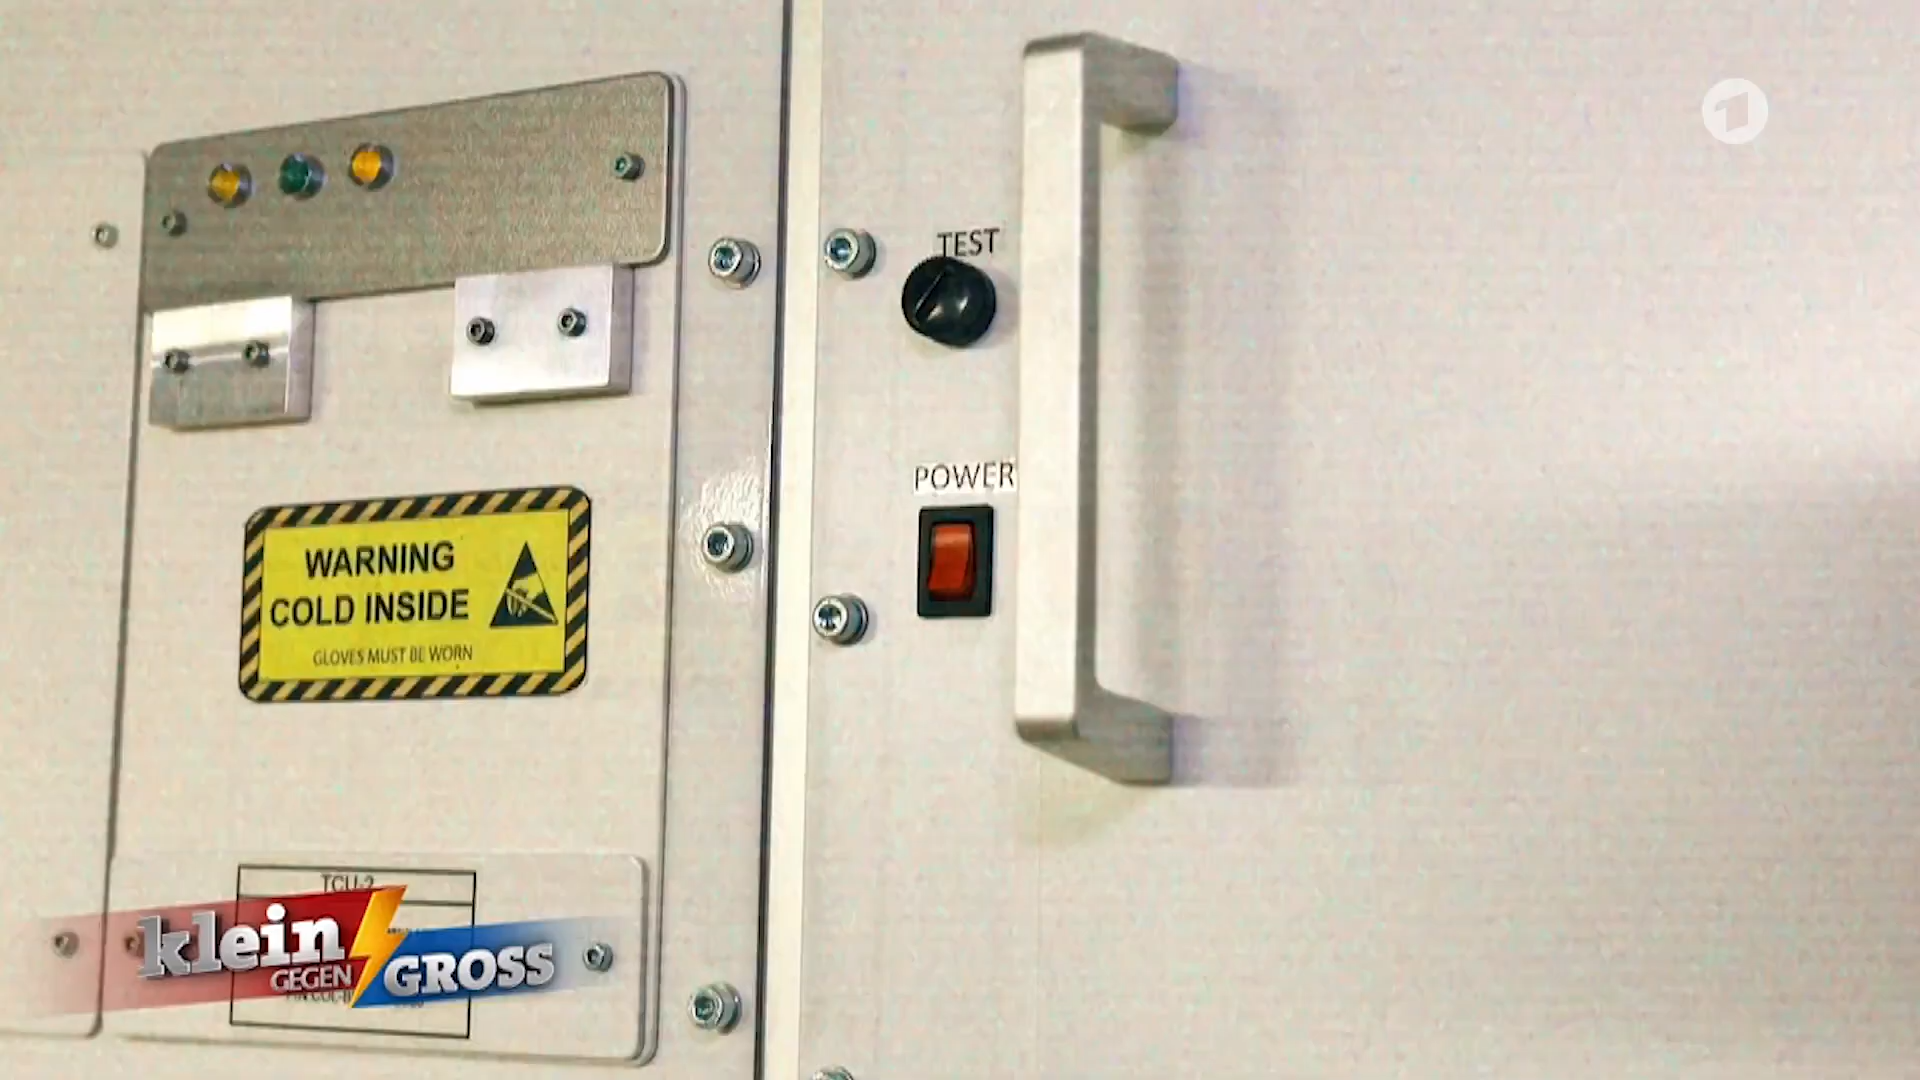 TEST
POWER
WARNING
COLD INSIDE
GLOVES MUST BE WORN
TCU-2
klein
GEGEN
GROSS